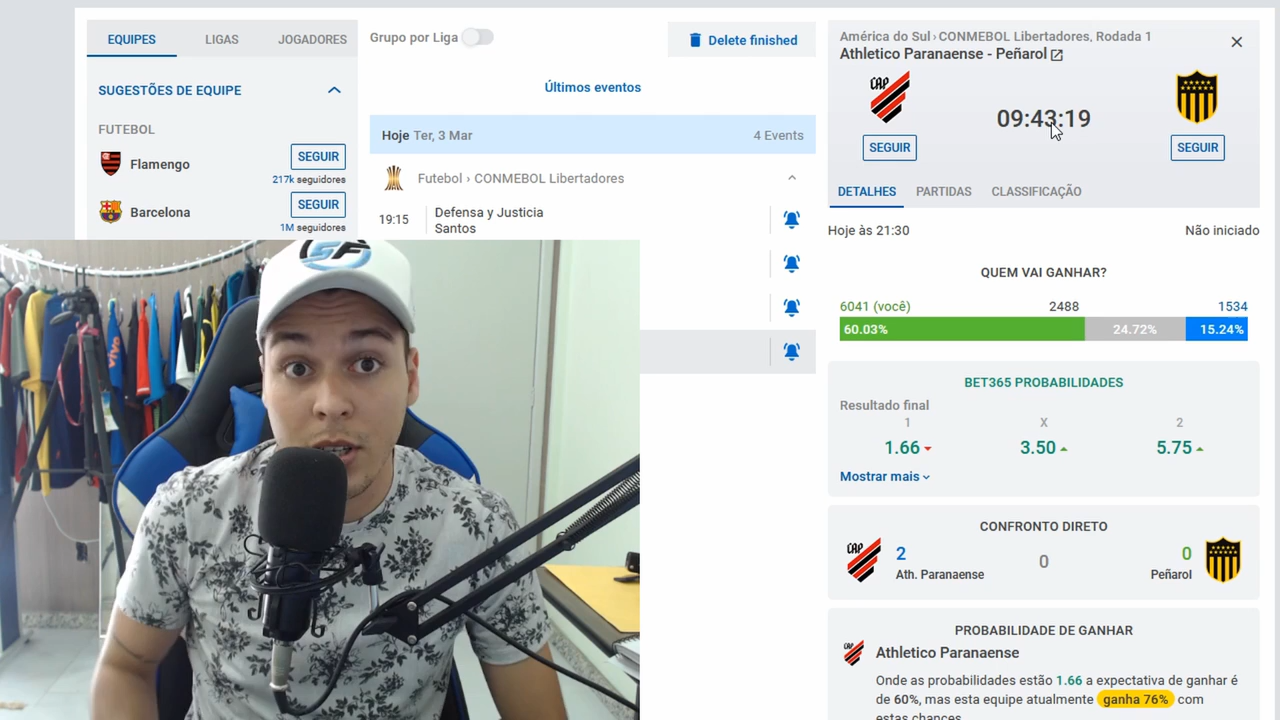 EQUIPES LIGAS JOGADORES
SUGESTÕES DE EQUIPE
FUTEBOL
Flamengo SEGUIR
217k seguidores
Barcelona SEGUIR
1M seguidores
Grupo por Liga
Delete finished
Últimos eventos
Hoje Ter, 3 Mar 4 Events
Futebol › CONMEBOL Libertadores
19:15 Defensa y Justicia
Santos
América do Sul › CONMEBOL Libertadores, Rodada 1
Athletico Paranaense - Peñarol
CAP
09:43:19
SEGUIR SEGUIR
DETALHES PARTIDAS CLASSIFICAÇÃO
Hoje às 21:30 Não iniciado
QUEM VAI GANHAR?
6041 (você) 2488 1534
60.03% 24.72% 15.24%
BET365 PROBABILIDADES
Resultado final
1 X 2
1.66 3.50 5.75
Mostrar mais
CONFRONTO DIRETO
CAP
2 0 0
Ath. Paranaense Peñarol
PROBABILIDADE DE GANHAR
CAP
Athletico Paranaense
Onde as probabilidades estão 1.66 a expectativa de ganhar é
de 60%, mas esta equipe atualmente ganha 76% com
estas chances